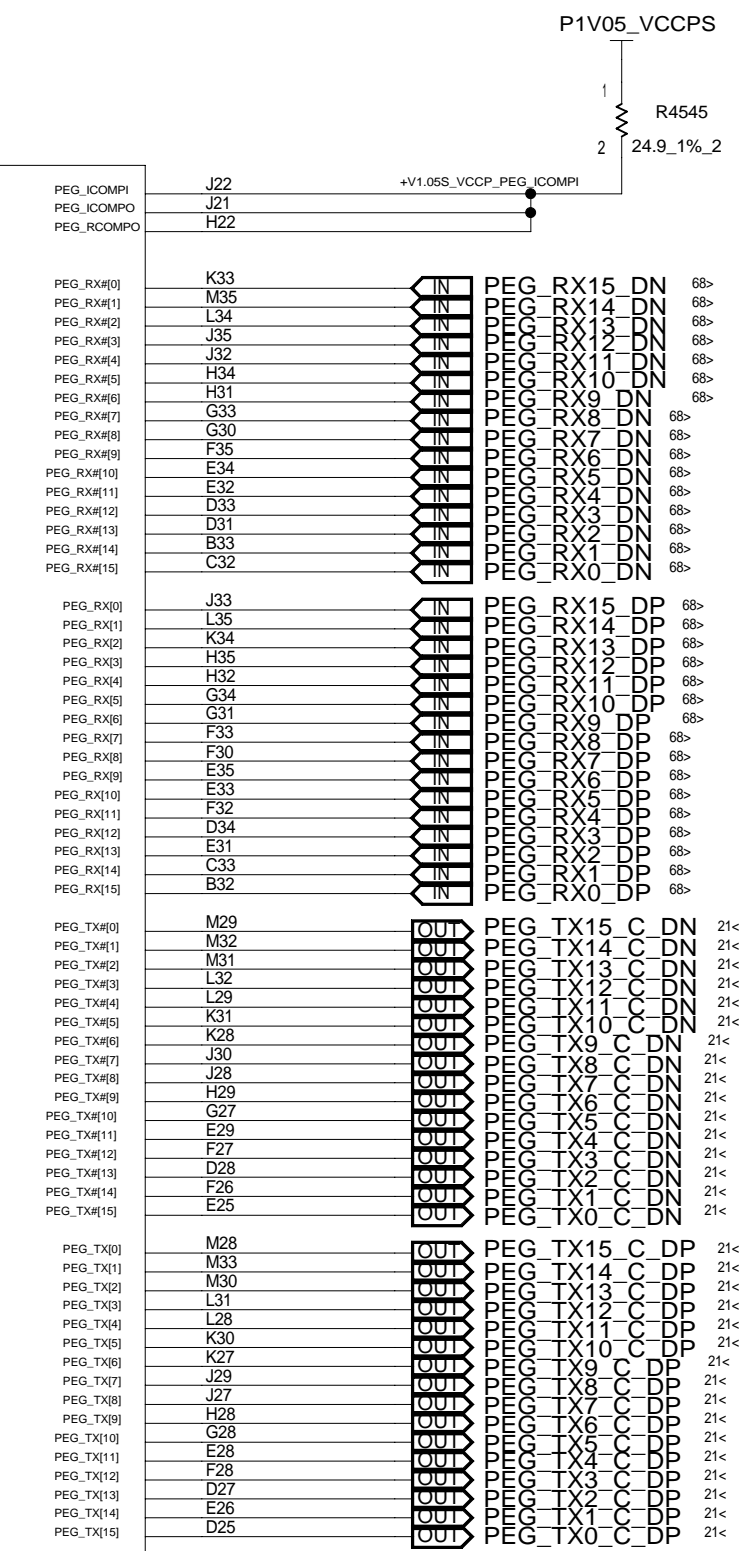 P1V05_VCCPS
1
R4545
2 24.9_1%_2
PEG_ICOMPI J22 +V1.05S_VCCP_PEG_ICOMPI
PEG_ICOMPO J21
PEG_RCOMPO H22
PEG_RX#[0] K33 IN PEG_RX15_DN 68>
PEG_RX#[1] M35 IN PEG_RX14_DN 68>
PEG_RX#[2] L34 IN PEG_RX13_DN 68>
PEG_RX#[3] J35 IN PEG_RX12_DN 68>
PEG_RX#[4] J32 IN PEG_RX11_DN 68>
PEG_RX#[5] H34 IN PEG_RX10_DN 68>
PEG_RX#[6] H31 IN PEG_RX9_DN 68>
PEG_RX#[7] G33 IN PEG_RX8_DN 68>
PEG_RX#[8] G30 IN PEG_RX7_DN 68>
PEG_RX#[9] F35 IN PEG_RX6_DN 68>
PEG_RX#[10] E34 IN PEG_RX5_DN 68>
PEG_RX#[11] E32 IN PEG_RX4_DN 68>
PEG_RX#[12] D33 IN PEG_RX3_DN 68>
PEG_RX#[13] D31 IN PEG_RX2_DN 68>
PEG_RX#[14] B33 IN PEG_RX1_DN 68>
PEG_RX#[15] C32 IN PEG_RX0_DN 68>
PEG_RX[0] J33 IN PEG_RX15_DP 68>
PEG_RX[1] L35 IN PEG_RX14_DP 68>
PEG_RX[2] K34 IN PEG_RX13_DP 68>
PEG_RX[3] H35 IN PEG_RX12_DP 68>
PEG_RX[4] H32 IN PEG_RX11_DP 68>
PEG_RX[5] G34 IN PEG_RX10_DP 68>
PEG_RX[6] G31 IN PEG_RX9_DP 68>
PEG_RX[7] F33 IN PEG_RX8_DP 68>
PEG_RX[8] F30 IN PEG_RX7_DP 68>
PEG_RX[9] E35 IN PEG_RX6_DP 68>
PEG_RX[10] E33 IN PEG_RX5_DP 68>
PEG_RX[11] F32 IN PEG_RX4_DP 68>
PEG_RX[12] D34 IN PEG_RX3_DP 68>
PEG_RX[13] E31 IN PEG_RX2_DP 68>
PEG_RX[14] C33 IN PEG_RX1_DP 68>
PEG_RX[15] B32 IN PEG_RX0_DP 68>
PEG_TX#[0] M29 OUT PEG_TX15_C_DN 21<
PEG_TX#[1] M32 OUT PEG_TX14_C_DN 21<
PEG_TX#[2] M31 OUT PEG_TX13_C_DN 21<
PEG_TX#[3] L32 OUT PEG_TX12_C_DN 21<
PEG_TX#[4] L29 OUT PEG_TX11_C_DN 21<
PEG_TX#[5] K31 OUT PEG_TX10_C_DN 21<
PEG_TX#[6] K28 OUT PEG_TX9_C_DN 21<
PEG_TX#[7] J30 OUT PEG_TX8_C_DN 21<
PEG_TX#[8] J28 OUT PEG_TX7_C_DN 21<
PEG_TX#[9] H29 OUT PEG_TX6_C_DN 21<
PEG_TX#[10] G27 OUT PEG_TX5_C_DN 21<
PEG_TX#[11] E29 OUT PEG_TX4_C_DN 21<
PEG_TX#[12] F27 OUT PEG_TX3_C_DN 21<
PEG_TX#[13] D28 OUT PEG_TX2_C_DN 21<
PEG_TX#[14] F26 OUT PEG_TX1_C_DN 21<
PEG_TX#[15] E25 OUT PEG_TX0_C_DN 21<
PEG_TX[0] M28 OUT PEG_TX15_C_DP 21<
PEG_TX[1] M33 OUT PEG_TX14_C_DP 21<
PEG_TX[2] M30 OUT PEG_TX13_C_DP 21<
PEG_TX[3] L31 OUT PEG_TX12_C_DP 21<
PEG_TX[4] L28 OUT PEG_TX11_C_DP 21<
PEG_TX[5] K30 OUT PEG_TX10_C_DP 21<
PEG_TX[6] K27 OUT PEG_TX9_C_DP 21<
PEG_TX[7] J29 OUT PEG_TX8_C_DP 21<
PEG_TX[8] J27 OUT PEG_TX7_C_DP 21<
PEG_TX[9] H28 OUT PEG_TX6_C_DP 21<
PEG_TX[10] G28 OUT PEG_TX5_C_DP 21<
PEG_TX[11] E28 OUT PEG_TX4_C_DP 21<
PEG_TX[12] F28 OUT PEG_TX3_C_DP 21<
PEG_TX[13] D27 OUT PEG_TX2_C_DP 21<
PEG_TX[14] E26 OUT PEG_TX1_C_DP 21<
PEG_TX[15] D25 OUT PEG_TX0_C_DP 21<